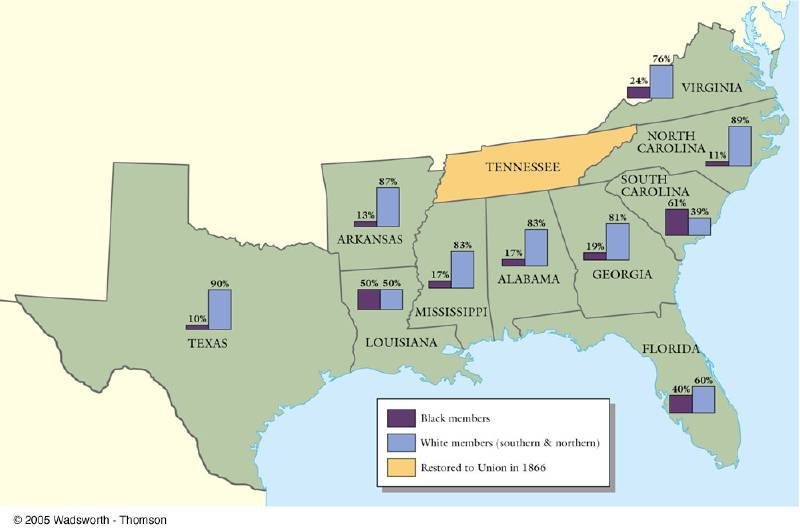 76%
24%
VIRGINIA
89%
NORTH
CAROLINA
11%
TENNESSEE
SOUTH
CAROLINA
61%
39%
87%
13%
ARKANSAS
83%
17%
MISSISSIPPI
83%
17%
ALABAMA
81%
19%
GEORGIA
90%
10%
TEXAS
50% 50%
LOUISIANA
FLORIDA
40% 60%
Black members
White members (southern & northern)
Restored to Union in 1866
© 2005 Wadsworth - Thomson